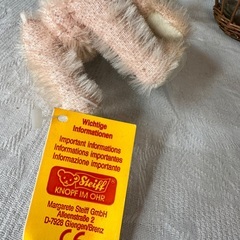 Wichtige
Informationen
Important informations
Informations importantes
Informazione importante
Steiff
KNOPF IM OHR
Margarete Steiff GmbH
Alleenstraße 2
D-7928 Giengen/Brenz
CE